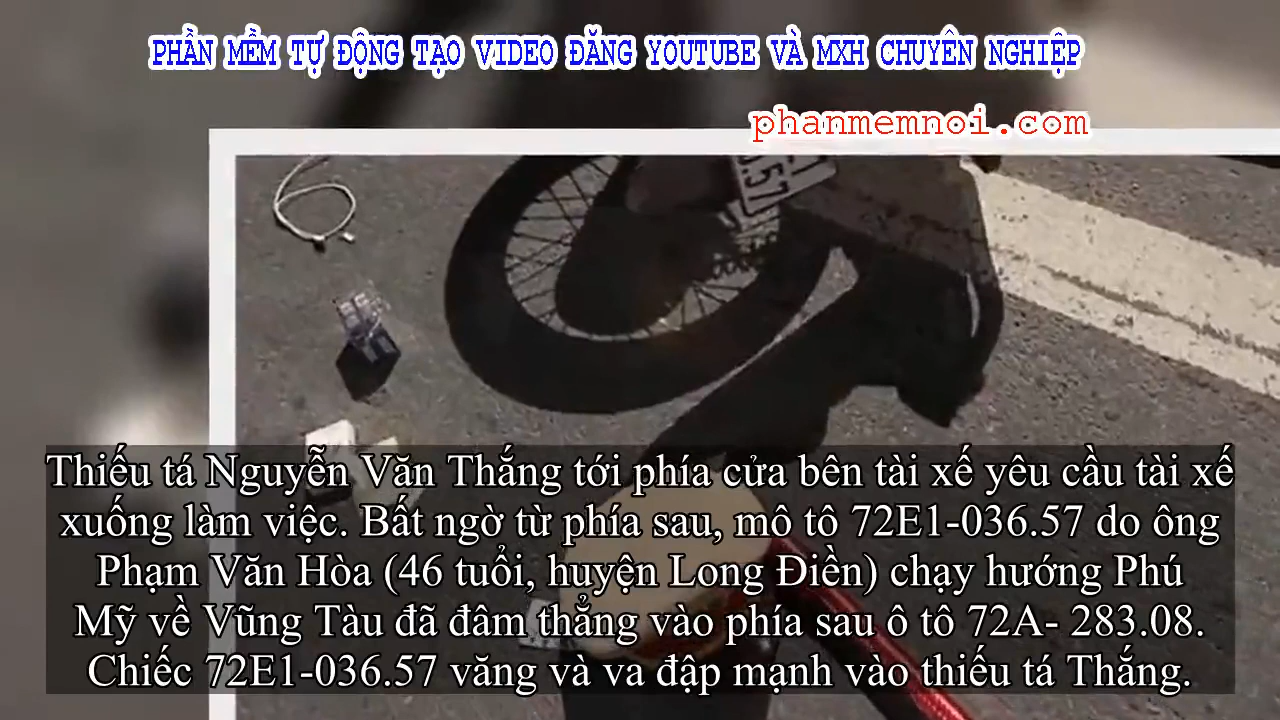 PHẦN MỀM TỰ ĐỘNG TẠO VIDEO ĐĂNG YOUTUBE VÀ MXH CHUYÊN NGHIỆP
phanmemnoi.com
.57
Thiếu tá Nguyễn Văn Thắng tới phía cửa bên tài xế yêu cầu tài xế
xuống làm việc. Bất ngờ từ phía sau, mô tô 72E1-036.57 do ông
Phạm Văn Hòa (46 tuổi, huyện Long Điền) chạy hướng Phú
Mỹ về Vũng Tàu đã đâm thẳng vào phía sau ô tô 72A- 283.08.
Chiếc 72E1-036.57 văng và va đập mạnh vào thiếu tá Thắng.